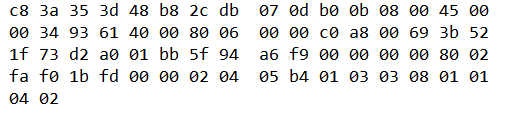 c8 3a 35 3d 48 b8 2c db 07 0d b0 0b 08 00 45 00
00 34 93 61 40 00 80 06 00 00 c0 a8 00 69 3b 52
1f 73 d2 a0 01 bb 5f 94 a6 f9 00 00 00 00 80 02
fa f0 1b fd 00 00 02 04 05 b4 01 03 03 08 01 01
04 02